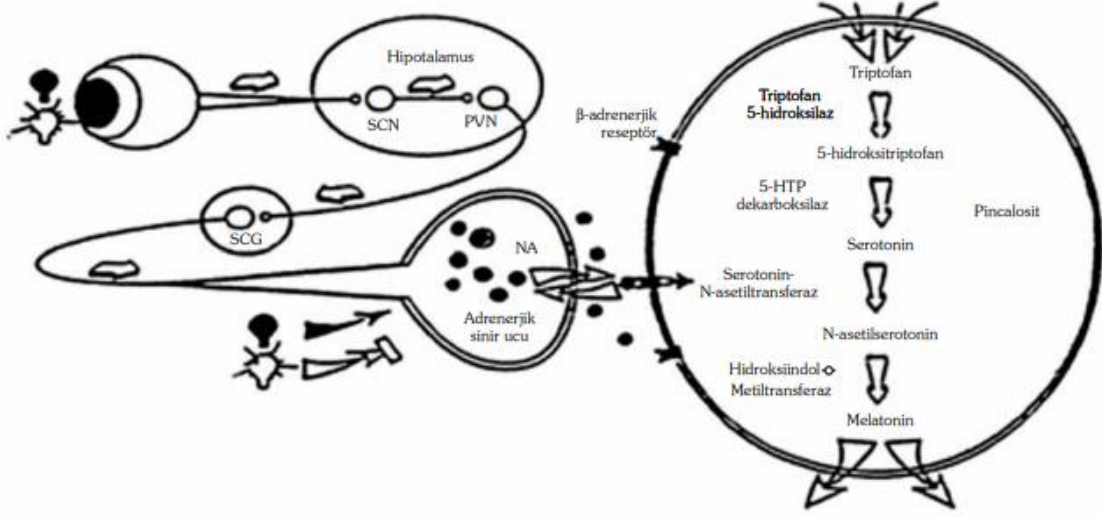 Hipotalamus
SCN
PVN
SCG
NA
Adrenerjik
sinir ucu
β-adrenerjik
reseptör
Triptofan
Triptofan
5-hidroksilaz
5-hidroksitriptofan
5-HTP
dekarboksilaz
Pincalosit
Serotonin
Serotonin-
N-asetiltransferaz
N-asetilserotonin
Hidroksiindol-o
Metiltransferaz
Melatonin